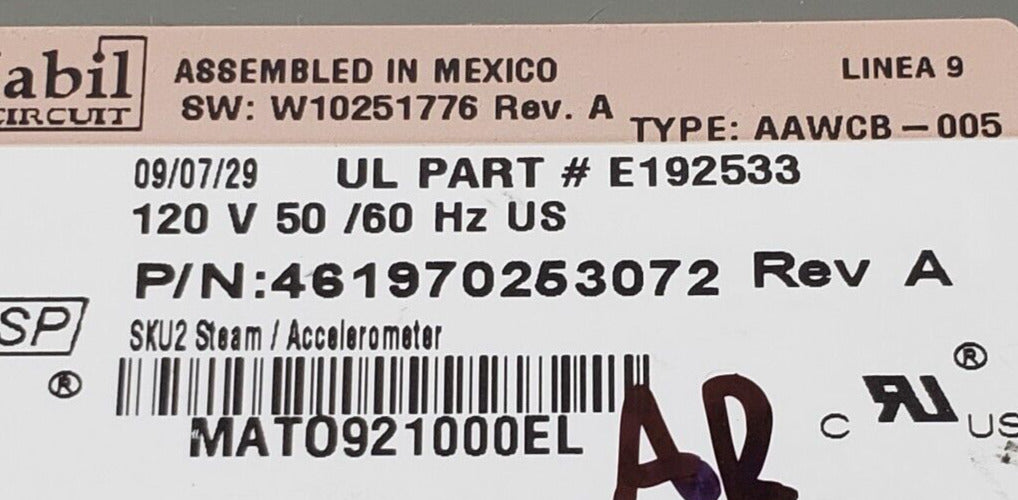 abil
CIRCUIT
ASSEMBLED IN MEXICO
LINEA 9
SW: W10251776 Rev. A
TYPE: AAWCB-005
09/07/29 UL PART # E192533
120 V 50 /60 Hz US
P/N:461970253072 Rev A
SP
SKU2 Steam / Accelerometer
®
MATO921000EL
AR
C RU US
®